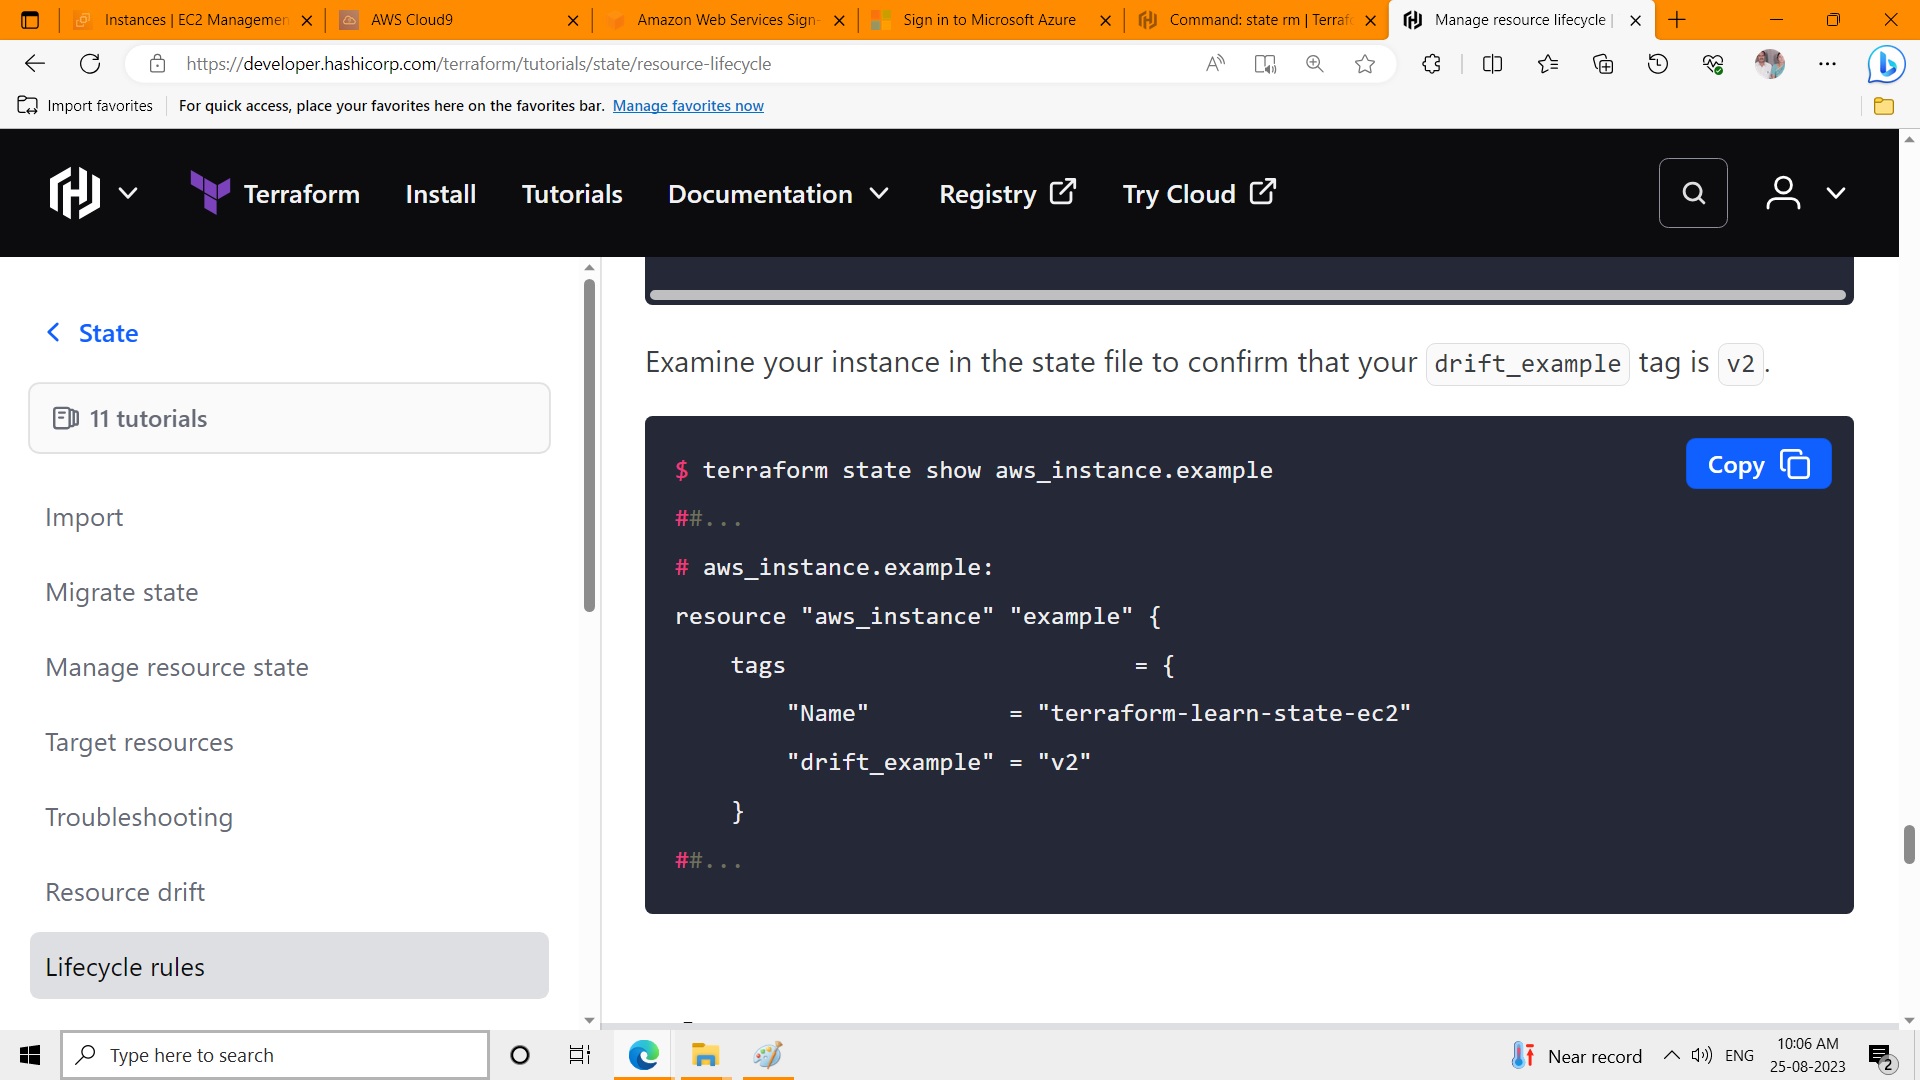 Instances | EC2 Managemen
AWS Cloud9
Amazon Web Services Sign-
Sign in to Microsoft Azure
Command: state rm | Terraf
Manage resource lifecycle |
https://developer.hashicorp.com/terraform/tutorials/state/resource-lifecycle
Import favorites
For quick access, place your favorites here on the favorites bar. Manage favorites now
Terraform
Install
Tutorials
Documentation
Registry
Try Cloud
State
11 tutorials
Import
Migrate state
Manage resource state
Target resources
Troubleshooting
Resource drift
Lifecycle rules
Examine your instance in the state file to confirm that your drift_example tag is v2.
Copy
$ terraform state show aws_instance.example
##...
# aws_instance.example:
resource "aws_instance" "example" {
tags = {
"Name" = "terraform-learn-state-ec2"
"drift_example" = "v2"
}
##...
Type here to search
Near record
ENG
10:06 AM
25-08-2023
2